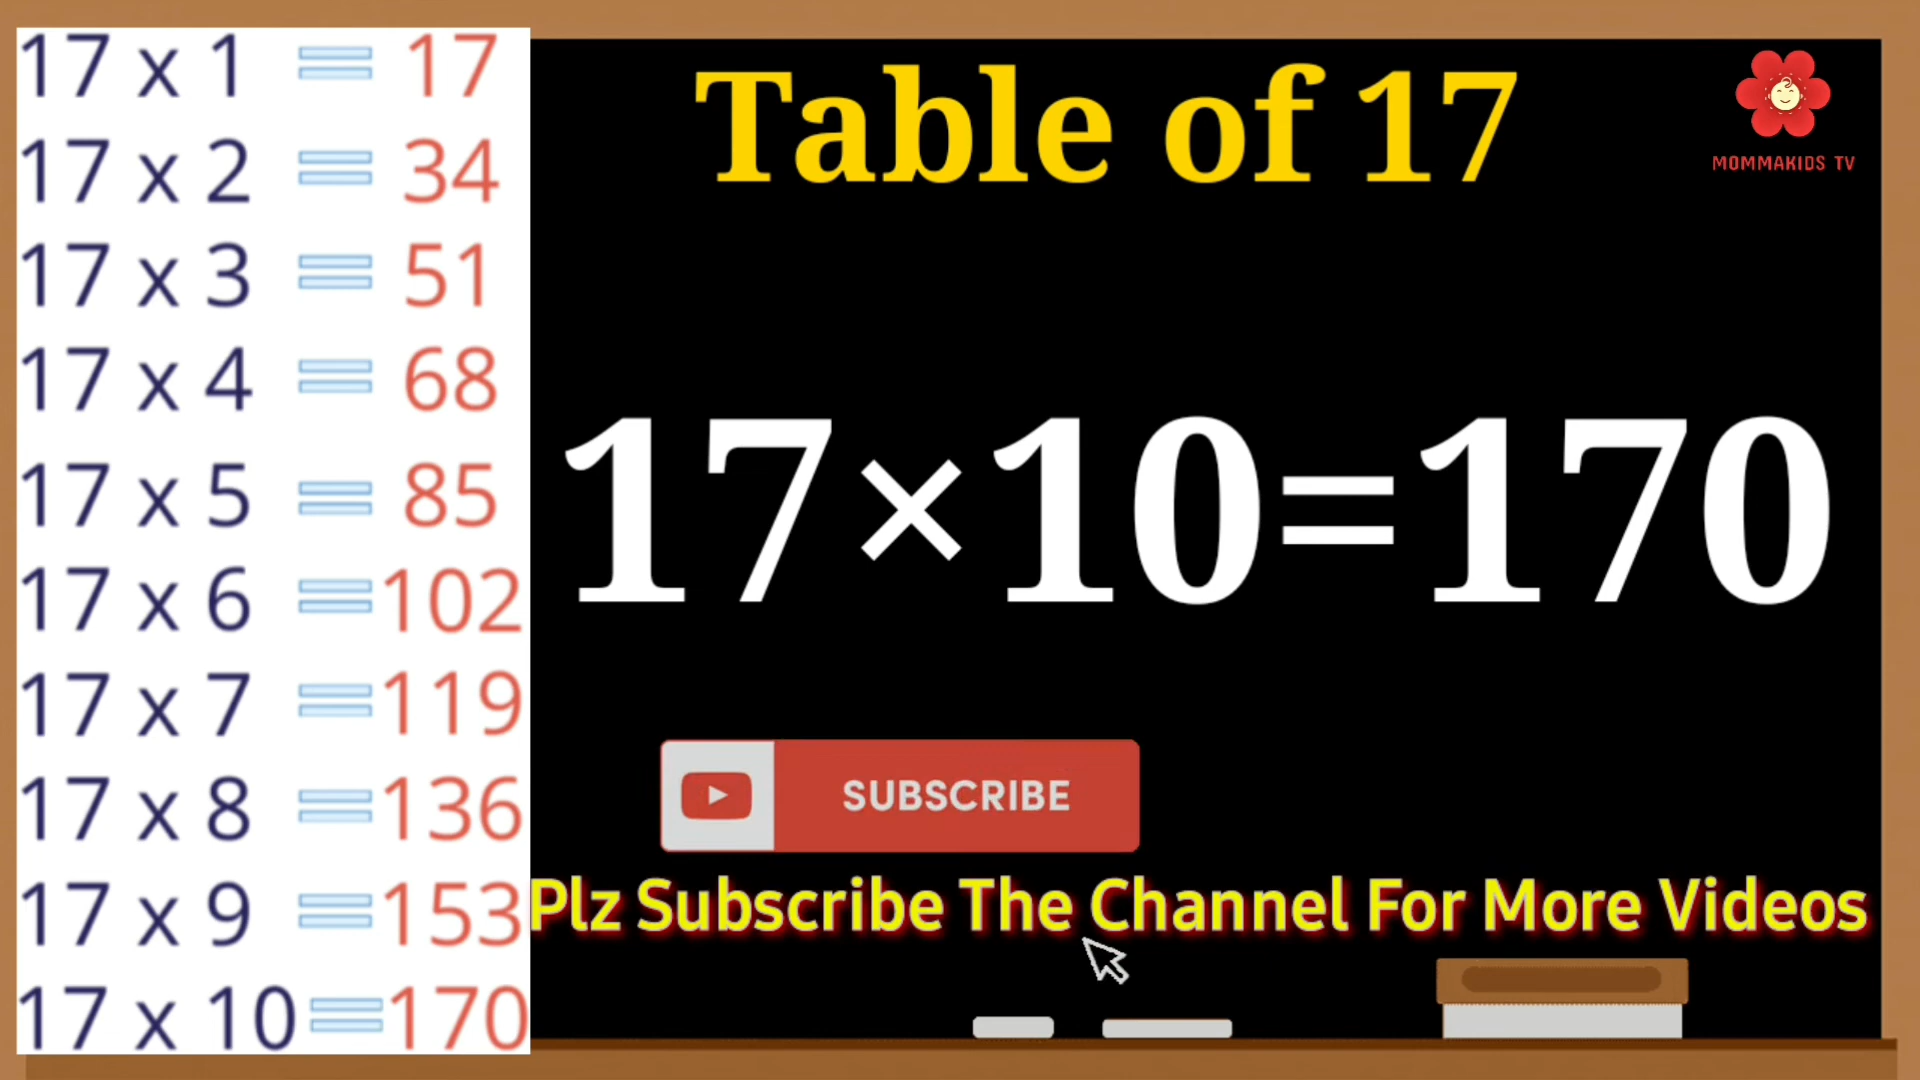 17 x 1 = 17
17 x 2 = 34
17 x 3 = 51
17 x 4 = 68
17 x 5 = 85
17 x 6 = 102
17 x 7 = 119
17 x 8 = 136
17 x 9 = 153
17 x 10 = 170
Table of 17
MOMMAKIDS TV
17×10=170
SUBSCRIBE
Plz Subscribe The Channel For More Videos